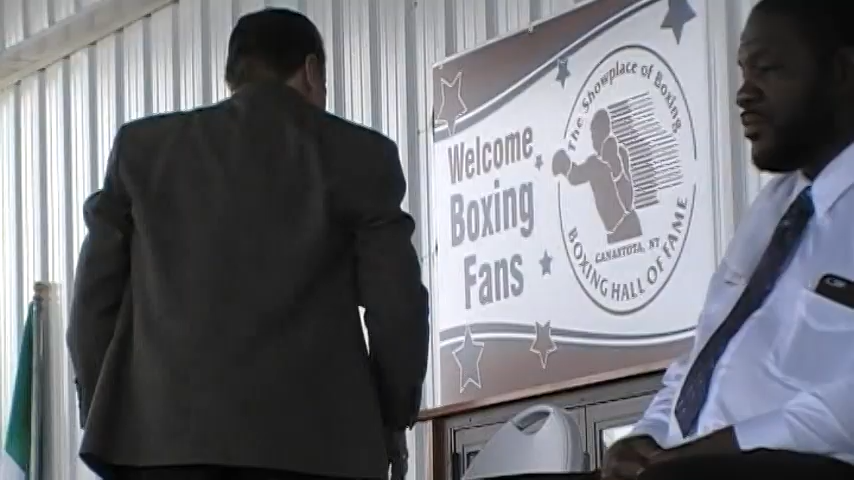 Welcome
Boxing
Fans
The Showplace of Boxing
CANASTOTA, NY
BOXING HALL OF FAME